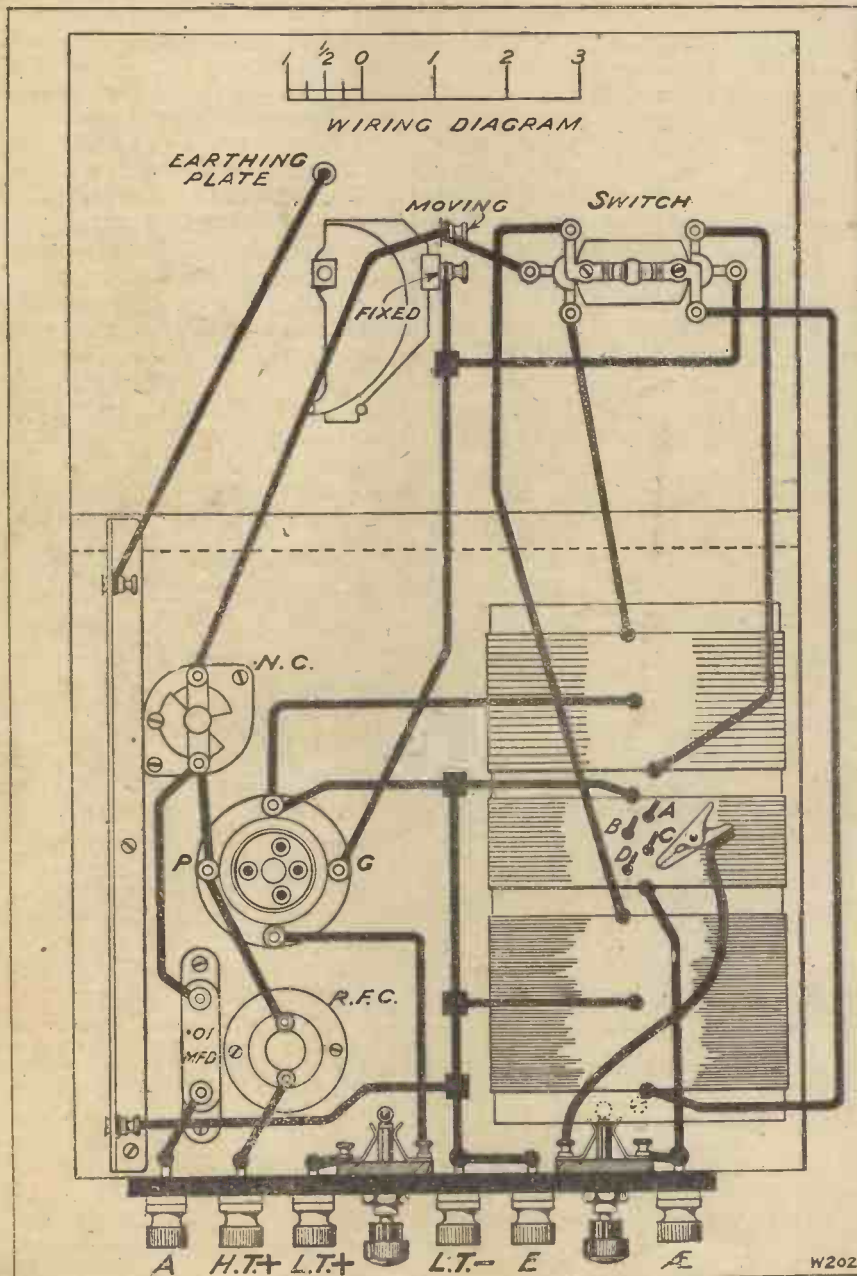 1 ½ 0 1 2 3
WIRING DIAGRAM
EARTHING
PLATE
MOVING
SWITCH
FIXED
N.C.
A
B
C
D
P
G
R.F.C.
·01
MFD
A H.T.+ L.T.+ L.T.- E Æ
W202